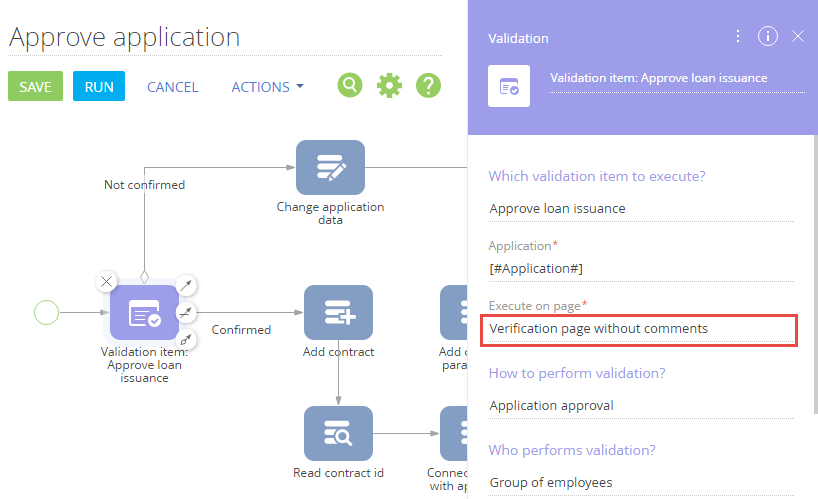 Approve application
SAVE
RUN
CANCEL
ACTIONS
Not confirmed
Change application
data
Validation item:
Approve loan
issuance
Confirmed
Add contract
Add c
para
Read contract id
Connec
with ap
Validation
Validation item: Approve loan issuance
Which validation item to execute?
Approve loan issuance
Application*
[#Application#]
Execute on page*
Verification page without comments
How to perform validation?
Application approval
Who performs validation?
Group of employees